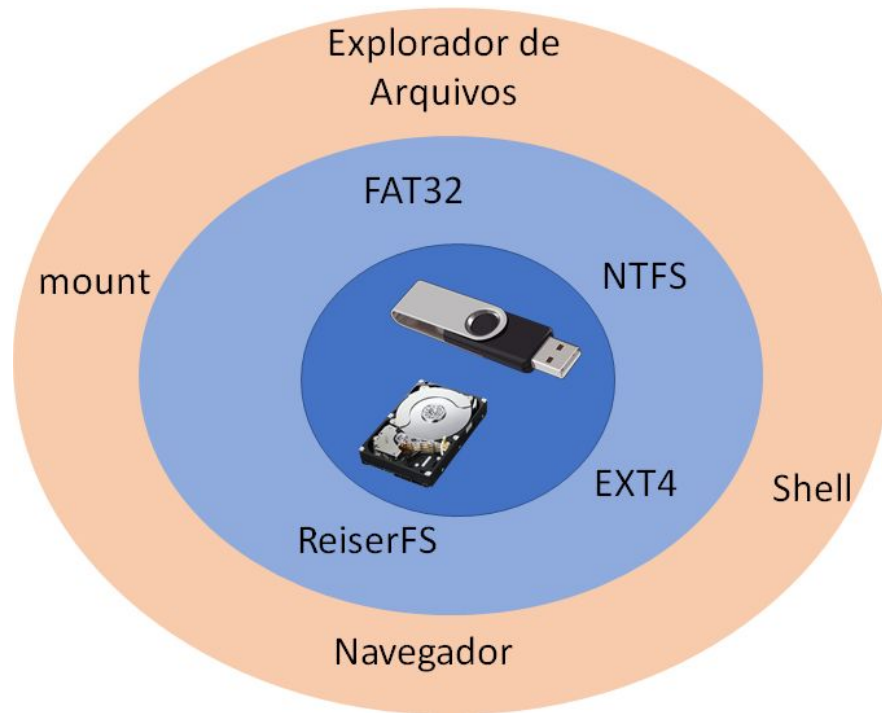 Explorador de
Arquivos
FAT32
mount
NTFS
EXT4
Shell
ReiserFS
Navegador